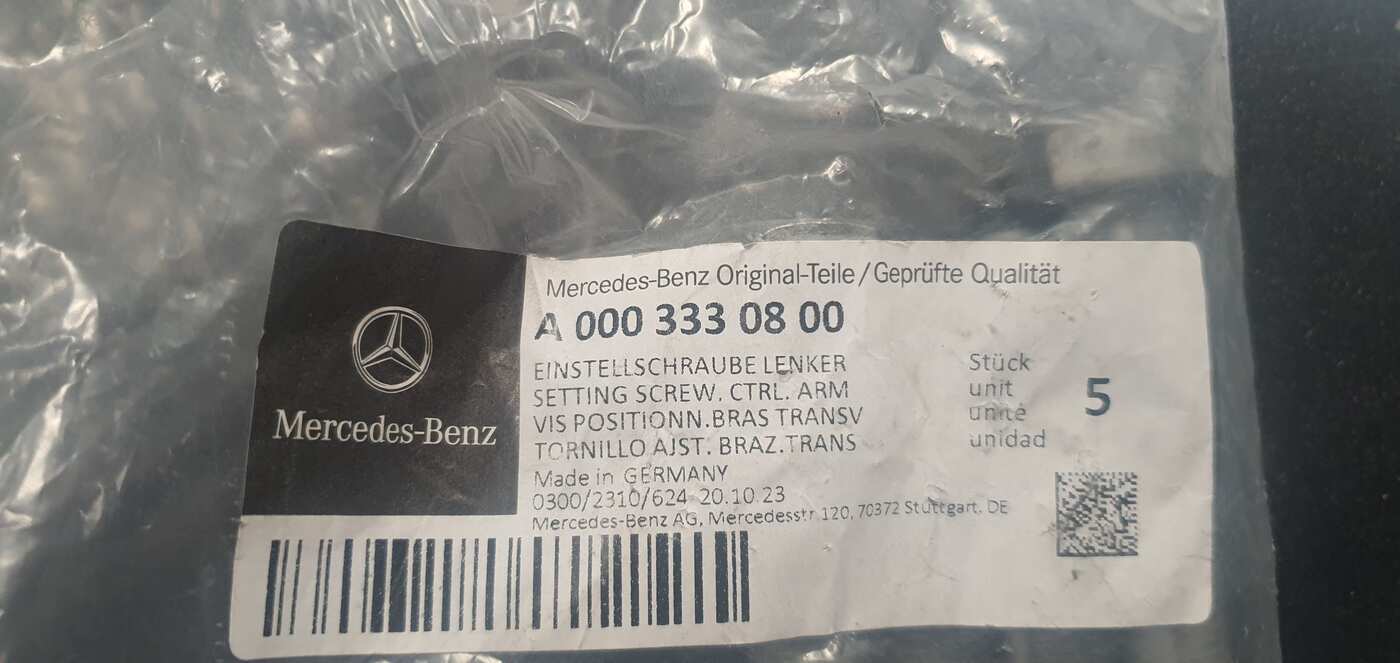 Mercedes-Benz
Mercedes-Benz Original-Teile/Geprüfte Qualität
A 000 333 08 00
EINSTELLSCHRAUBE LENKER
SETTING SCREW. CTRL. ARM
VIS POSITIONN.BRAS TRANSV
TORNILLO AJST. BRAZ.TRANS
Stück
unit
unité
unidad
5
Made in GERMANY
0300/2310/624 20.10.23
Mercedes-Benz AG, Mercedesstr.120, 70372 Stuttgart, DE